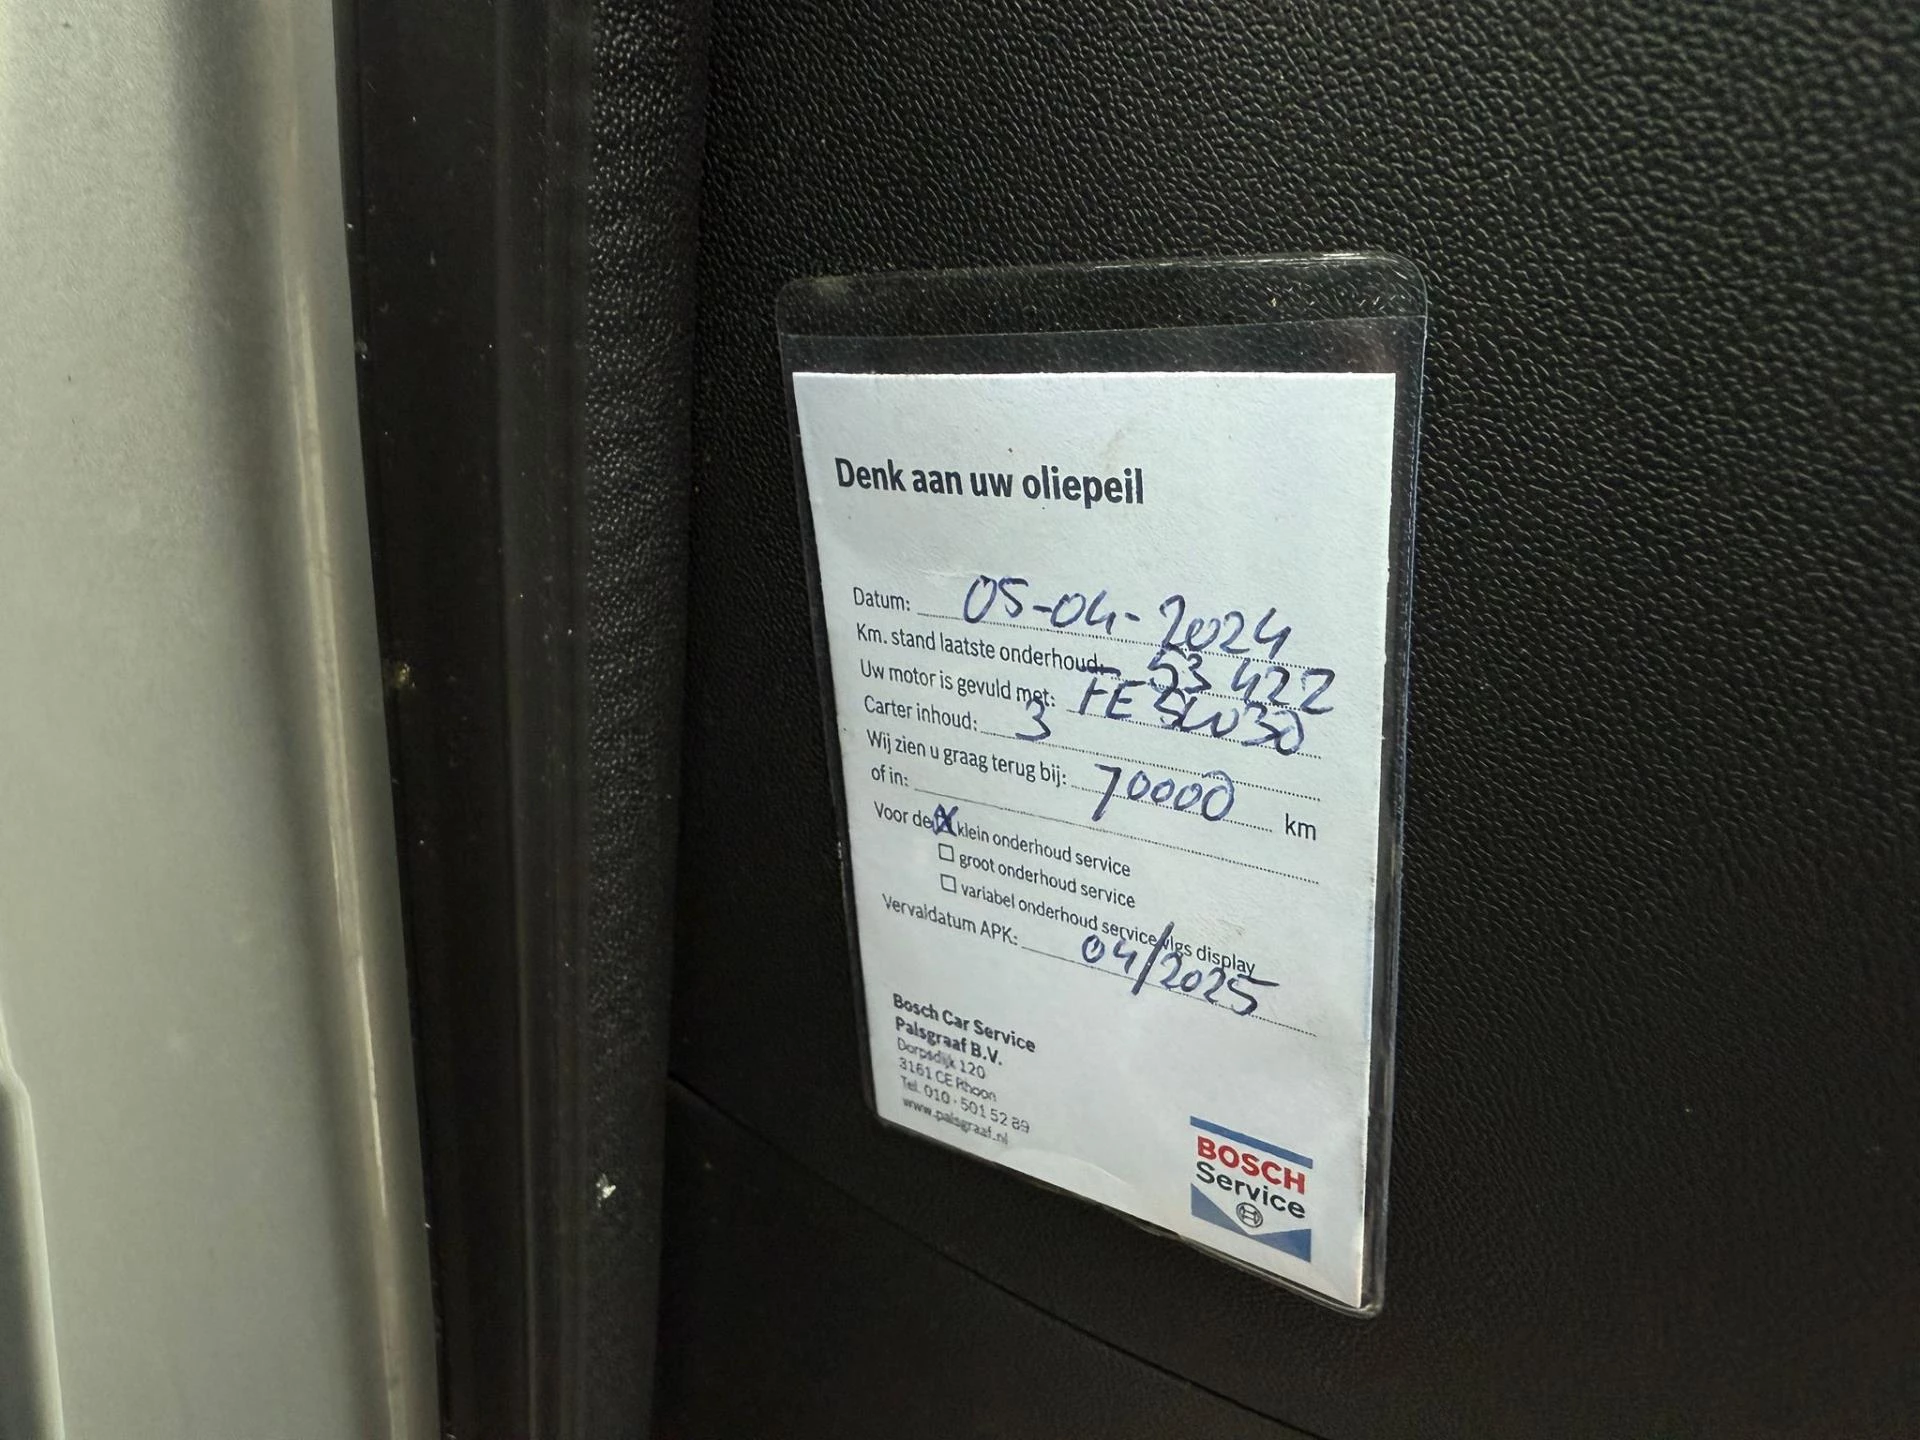 Denk aan uw oliepeil
Datum: 05-04-2024
Km. stand laatste onderhoud: 53 422
Uw motor is gevuld met: FE 5W30
Carter inhoud: 3
Wij zien u graag terug bij: 70000 km
of in:
Voor de: X klein onderhoud service
groot onderhoud service
variabel onderhoud service vlgs display
Vervaldatum APK: 04/2025
Bosch Car Service
Palsgraaf B.V.
Dorpsdijk 120
3161 CE Rhoon
Tel. 010 - 501 52 89
www.palsgraaf.nl
BOSCH
Service